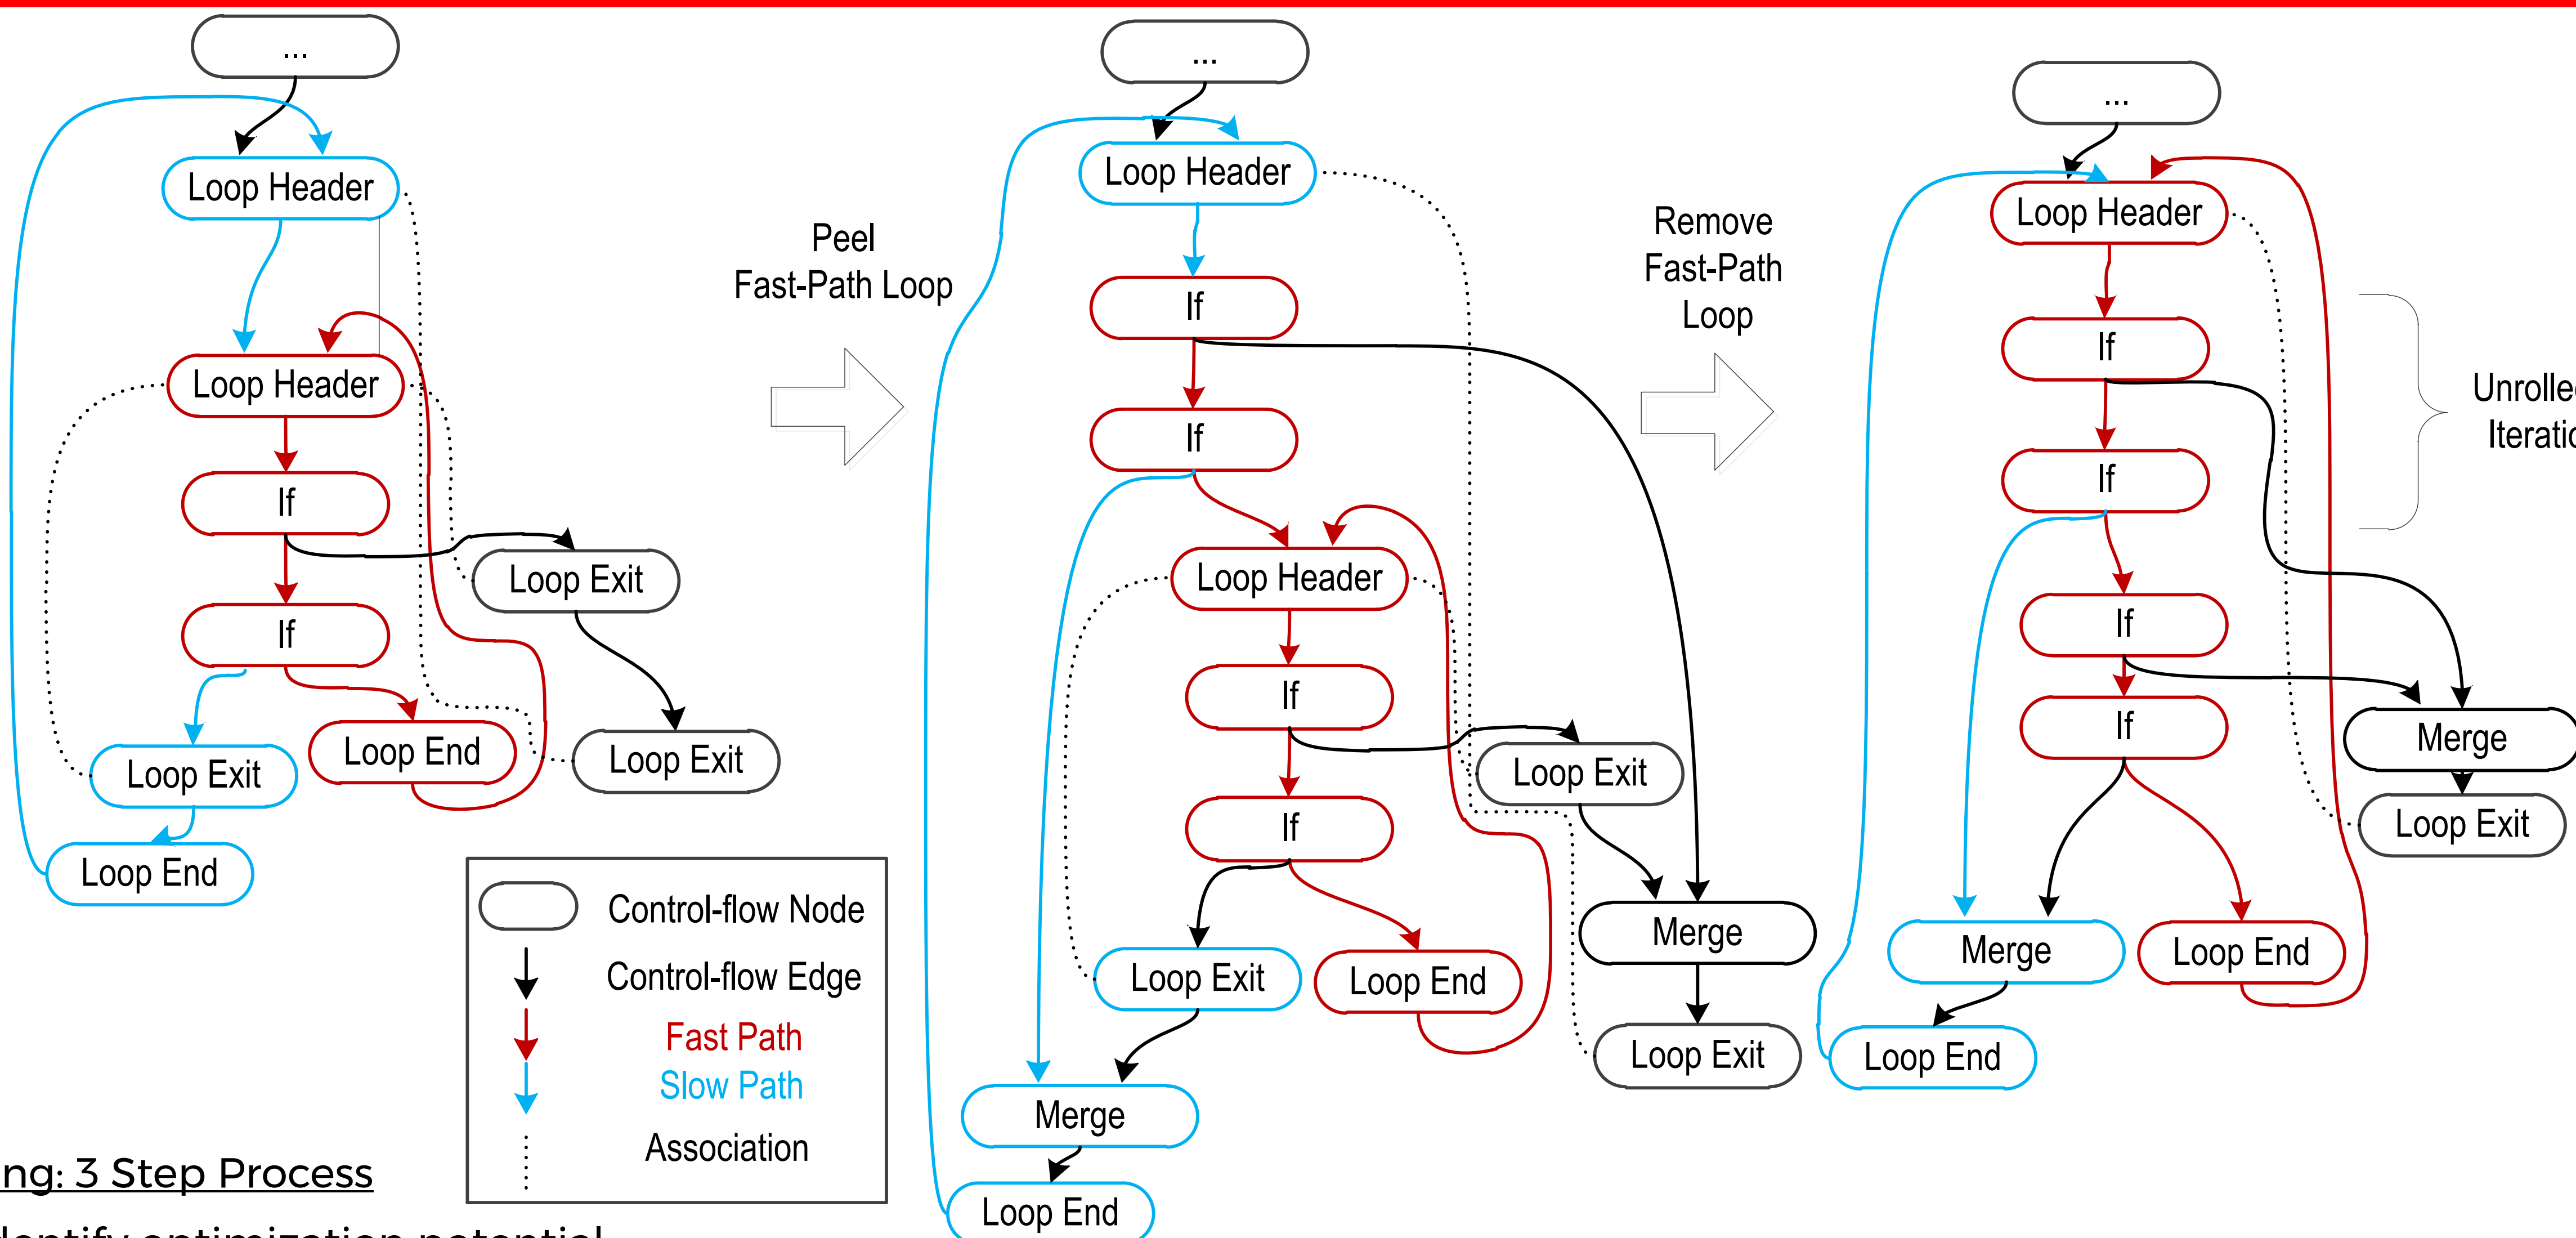 ...
Loop Header
Loop Header
If
If
Loop Exit
Loop End
Loop Exit
Loop Exit
Loop End
Control-flow Node
Control-flow Edge
Fast Path
Slow Path
Association
Peel
Fast-Path Loop
...
Loop Header
If
If
Loop Header
If
If
Loop Exit
Loop Exit
Loop End
Merge
Loop Exit
Merge
Loop End
Remove
Fast-Path
Loop
...
Loop Header
If
If
If
If
Merge
Loop Exit
Merge
Loop End
Loop End
ng: 3 Step Process
optimization potential